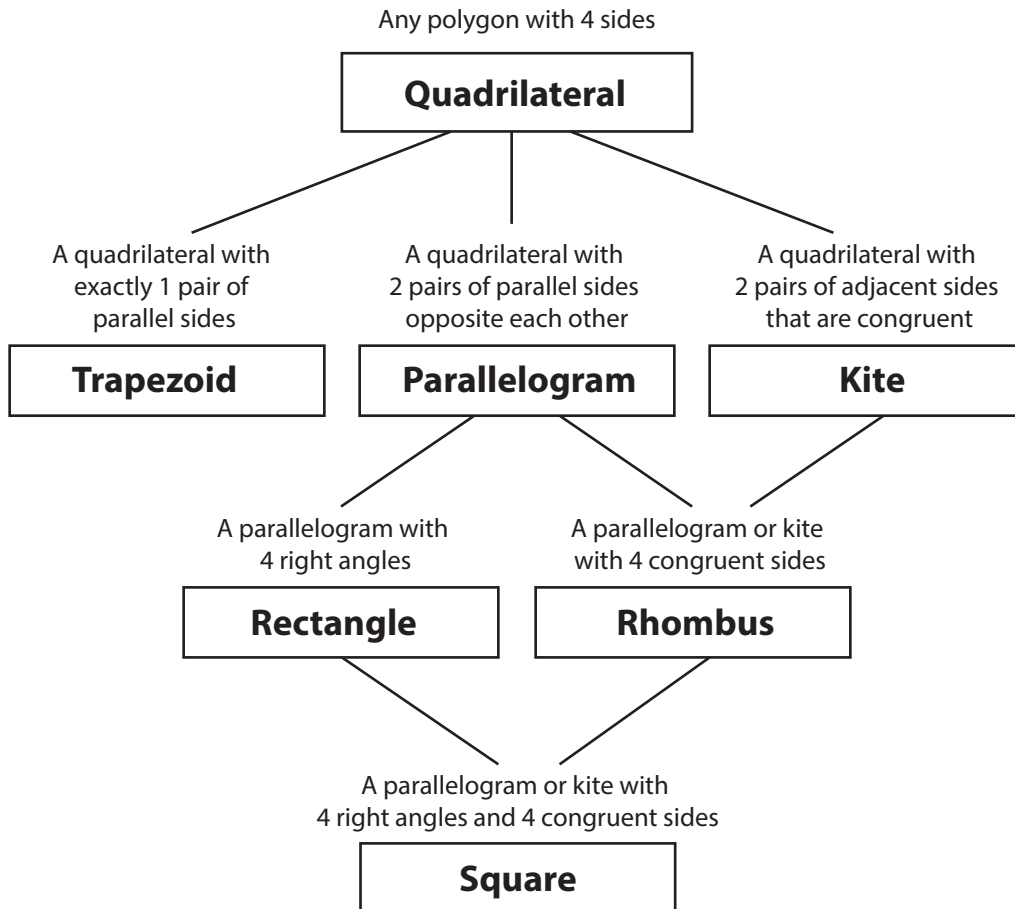 Any polygon with 4 sides
Quadrilateral
A quadrilateral with
exactly 1 pair of
parallel sides
Trapezoid
A quadrilateral with
2 pairs of parallel sides
opposite each other
Parallelogram
A quadrilateral with
2 pairs of adjacent sides
that are congruent
Kite
A parallelogram with
4 right angles
Rectangle
A parallelogram or kite
with 4 congruent sides
Rhombus
A parallelogram or kite with
4 right angles and 4 congruent sides
Square